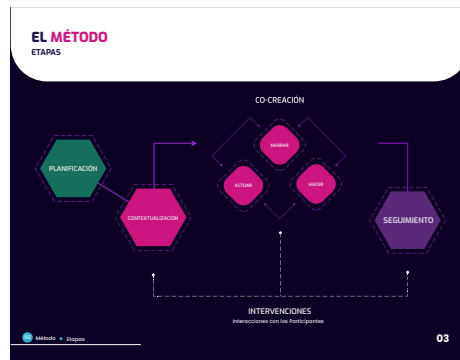 EL MÉTODO
ETAPAS
CO-CREACIÓN
NARRAR
PLANIFICACIÓN
ACTUAR
HACER
CONTEXTUALIZACIÓN
SEGUIMIENTO
INTERVENCIONES
Interacciones con los Participantes
Método • Etapas
03